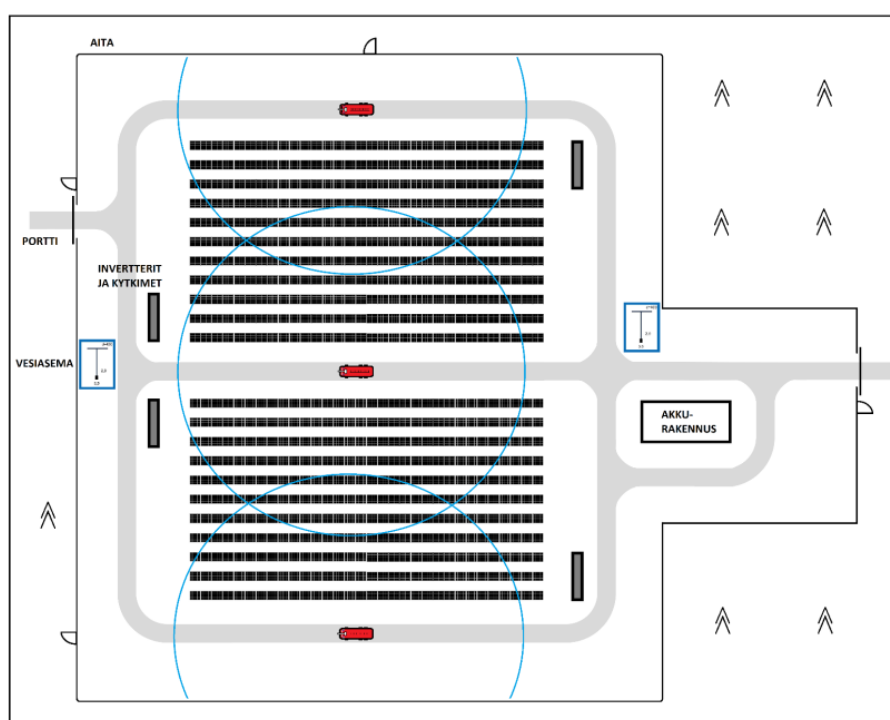 AITA
PORTTI
INVERTTERIT
JA KYTKIMET
VESIASEMA
AKKU-
RAKENNUS